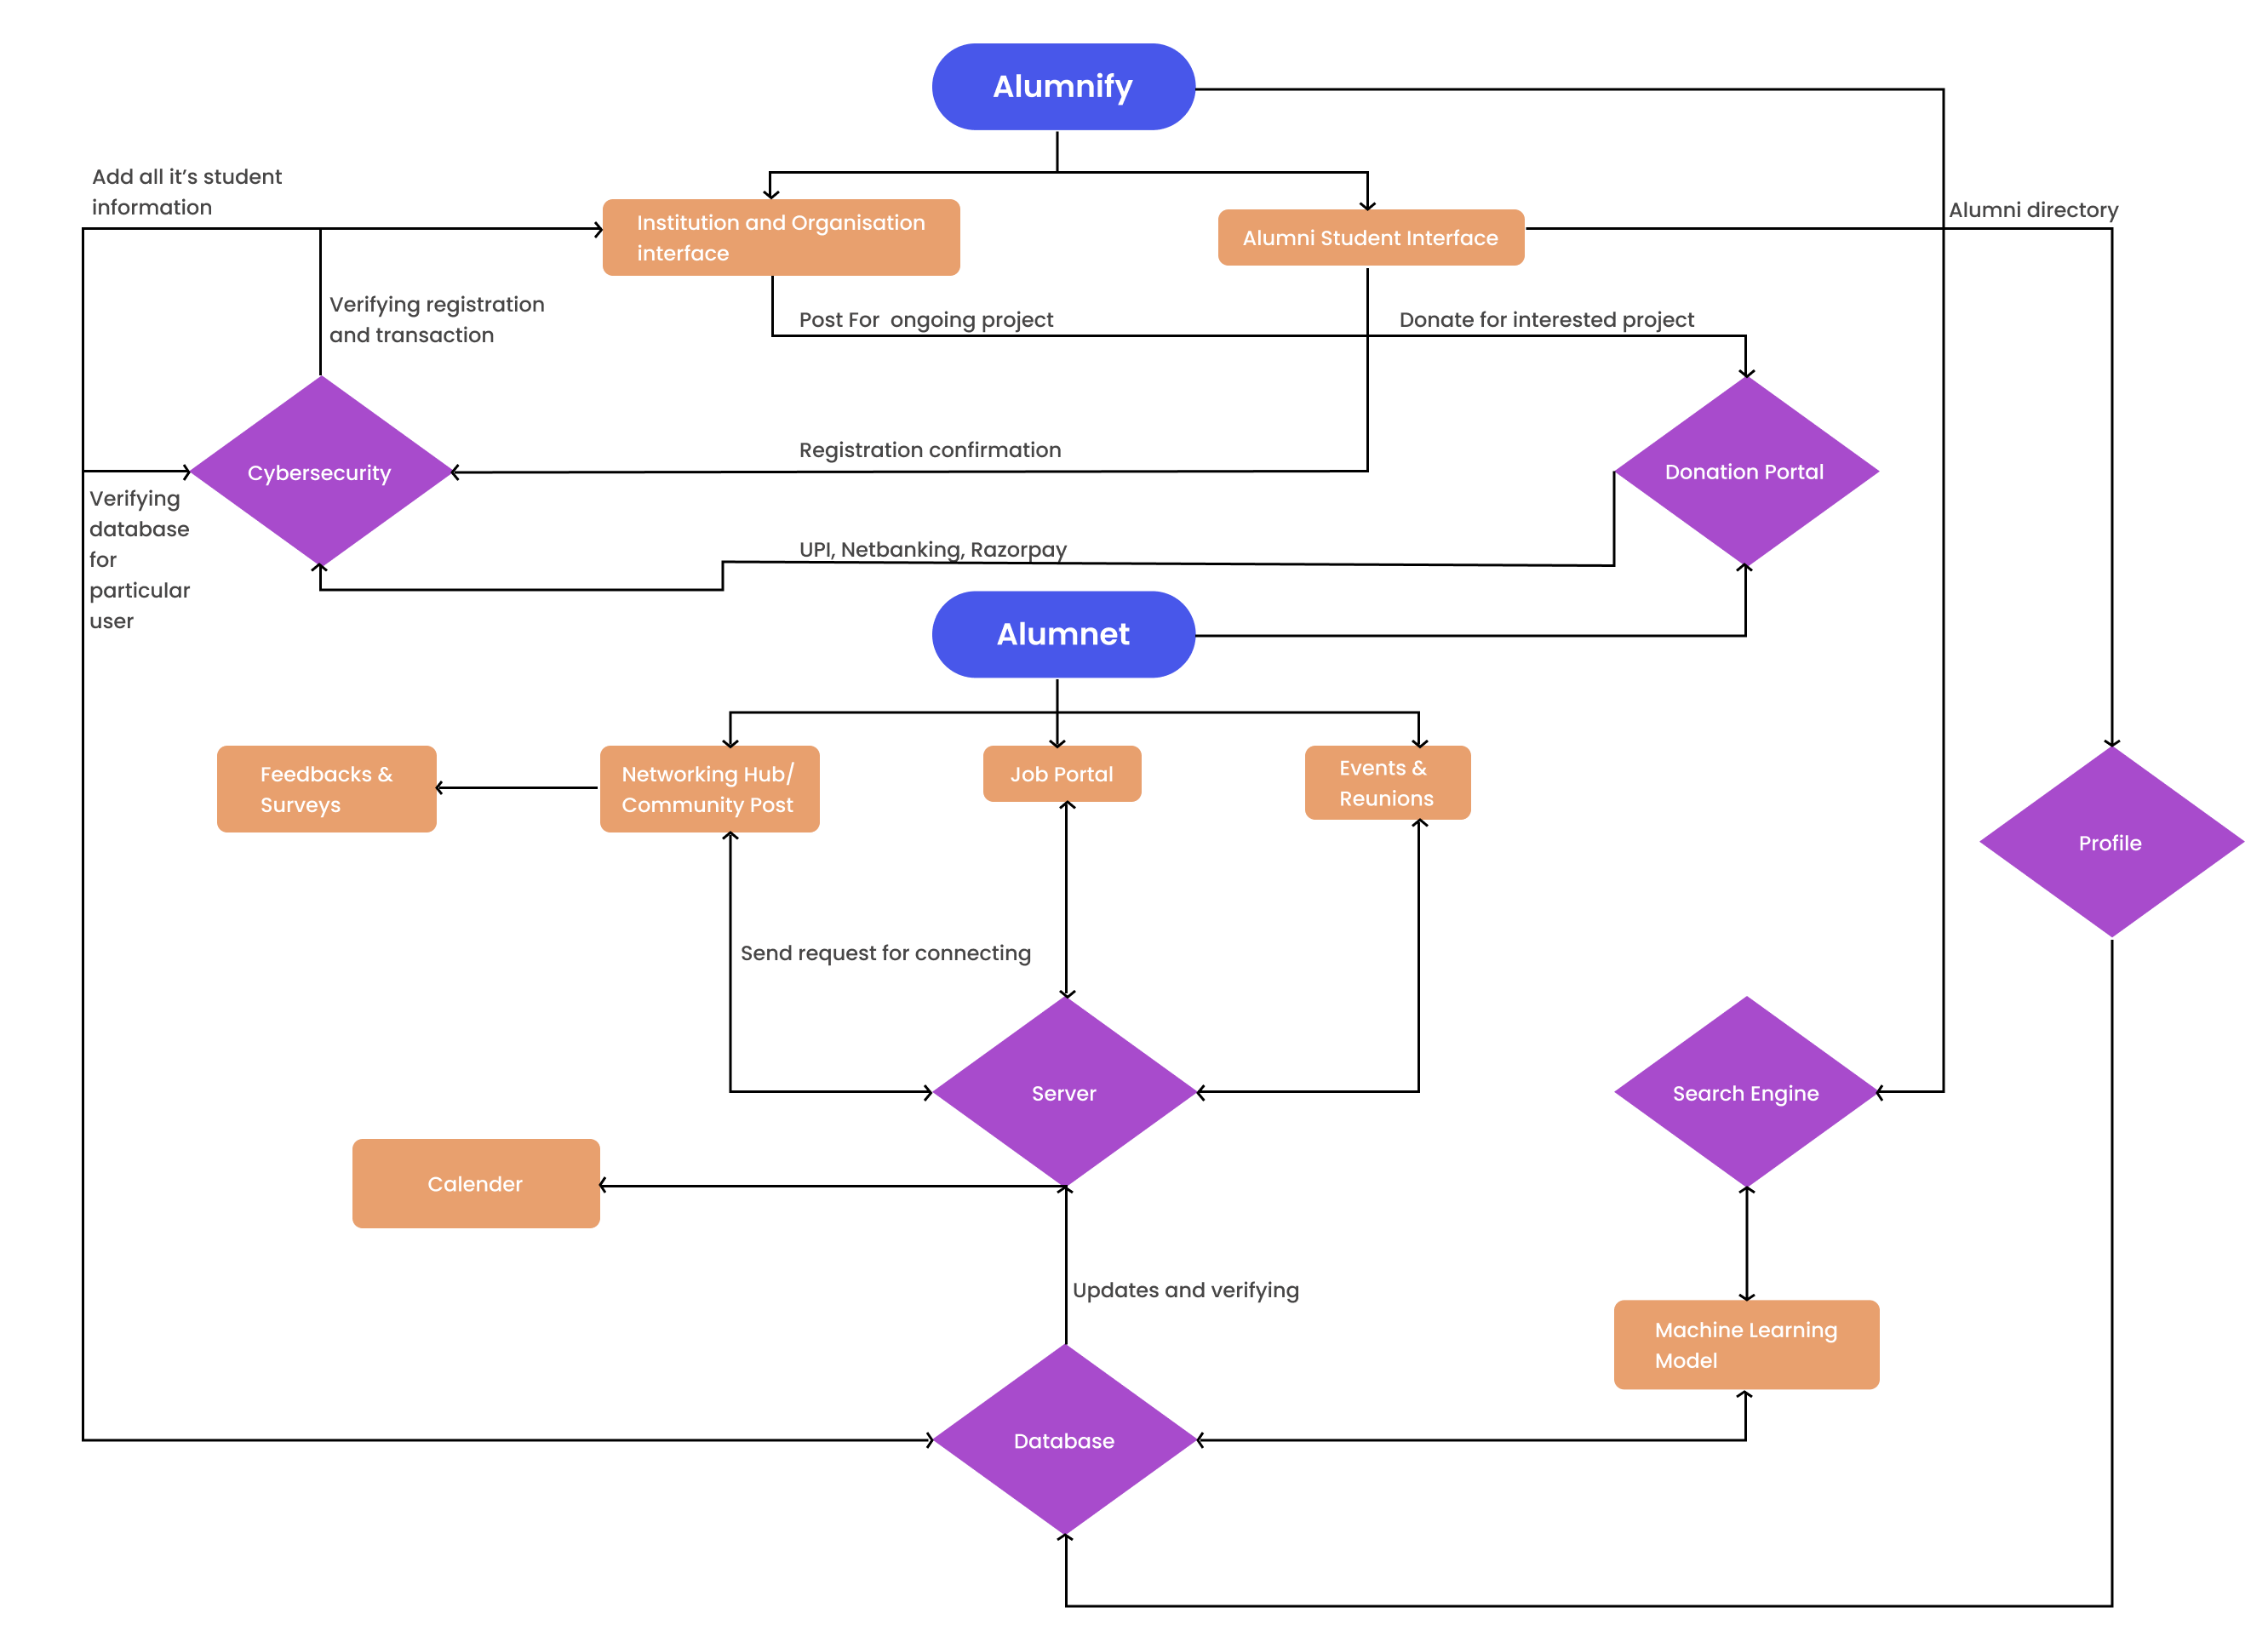 Alumnify
Add all it's student
information
Institution and Organisation
interface
Alumni Student Interface
Alumni directory
Verifying registration
and transaction
Post For  ongoing project
Donate for interested project
Registration confirmation
Cybersecurity
Donation Portal
Verifying
database
for
particular
user
UPI, Netbanking, Razorpay
Alumnet
Feedbacks &
Surveys
Networking Hub/
Community Post
Job Portal
Events &
Reunions
Profile
Send request for connecting
Server
Search Engine
Calender
Updates and verifying
Machine Learning
Model
Database